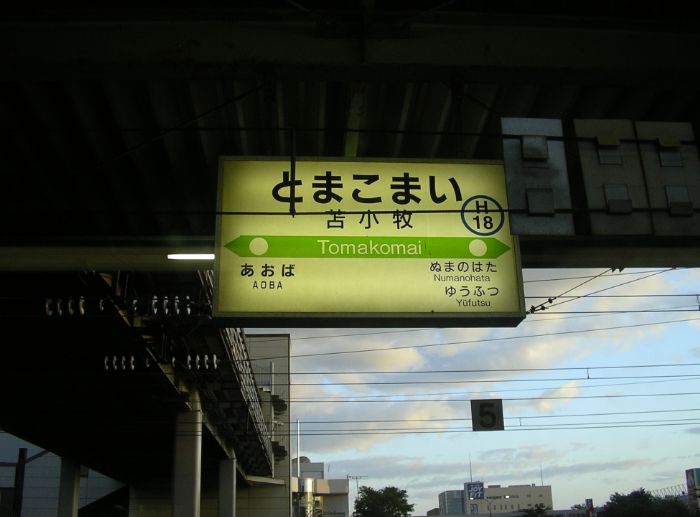 とまこまい
苫小牧
H
18
Tomakomai
あおば
AOBA
ぬまのはた
Numanohata
ゆうふつ
Yūfutsu
5